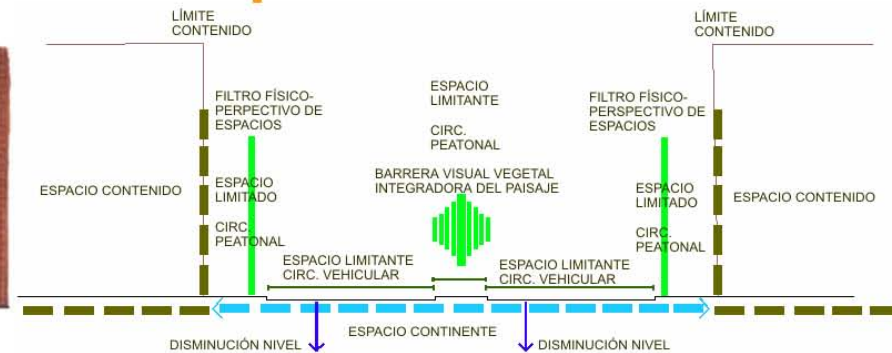 LÍMITE
CONTENIDO
LÍMITE
CONTENIDO
FILTRO FÍSICO-
PERPECTIVO DE
ESPACIOS
ESPACIO
LIMITANTE
CIRC.
PEATONAL
FILTRO FÍSICO-
PERSPECTIVO DE
ESPACIOS
BARRERA VISUAL VEGETAL
INTEGRADORA DEL PAISAJE
ESPACIO CONTENIDO
ESPACIO
LIMITADO
CIRC.
PEATONAL
ESPACIO
LIMITADO
CIRC.
PEATONAL
ESPACIO CONTENIDO
ESPACIO LIMITANTE
CIRC. VEHICULAR
ESPACIO LIMITANTE
CIRC. VEHICULAR
ESPACIO CONTINENTE
DISMINUCIÓN NIVEL
DISMINUCIÓN NIVEL